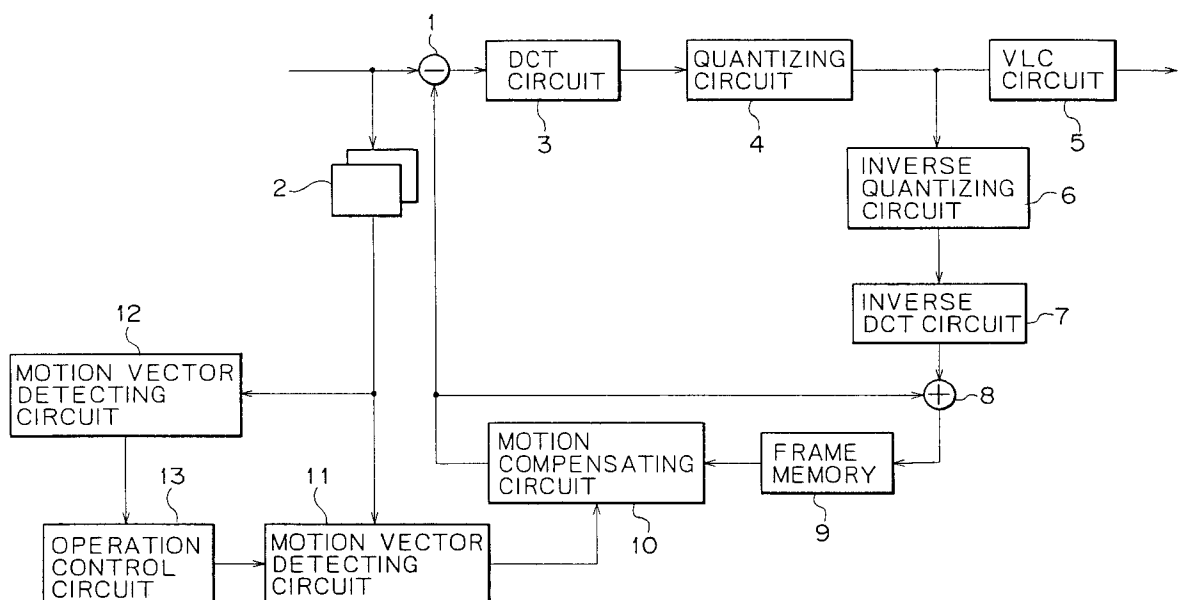 1
DCT
CIRCUIT
3
QUANTIZING
CIRCUIT
4
VLC
CIRCUIT
5
2
INVERSE
QUANTIZING
CIRCUIT
6
INVERSE
DCT CIRCUIT
7
12
MOTION VECTOR
DETECTING
CIRCUIT
8
MOTION
COMPENSATING
CIRCUIT
10
FRAME
MEMORY
9
13
OPERATION
CONTROL
CIRCUIT
11
MOTION VECTOR
DETECTING
CIRCUIT